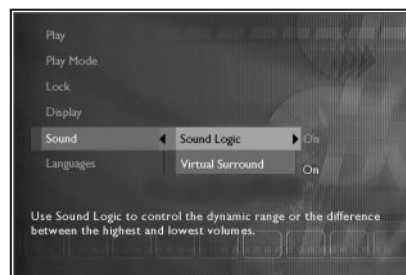 Play
Play Mode
Lock
Display
Sound Sound Logic On
Languages Virtual Surround On
Use Sound Logic to control the dynamic range or the difference
between the highest and lowest volumes.